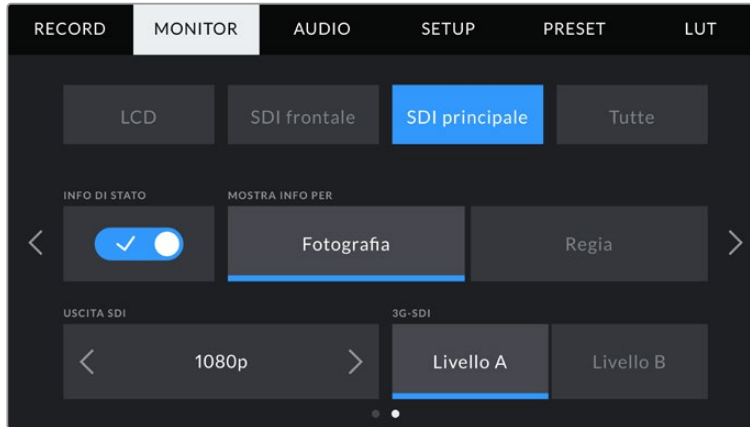 RECORD MONITOR AUDIO SETUP PRESET LUT
LCD SDI frontale SDI principale Tutte
INFO DI STATO MOSTRA INFO PER
Fotografia Regia
USCITA SDI 3G-SDI
1080p Livello A Livello B